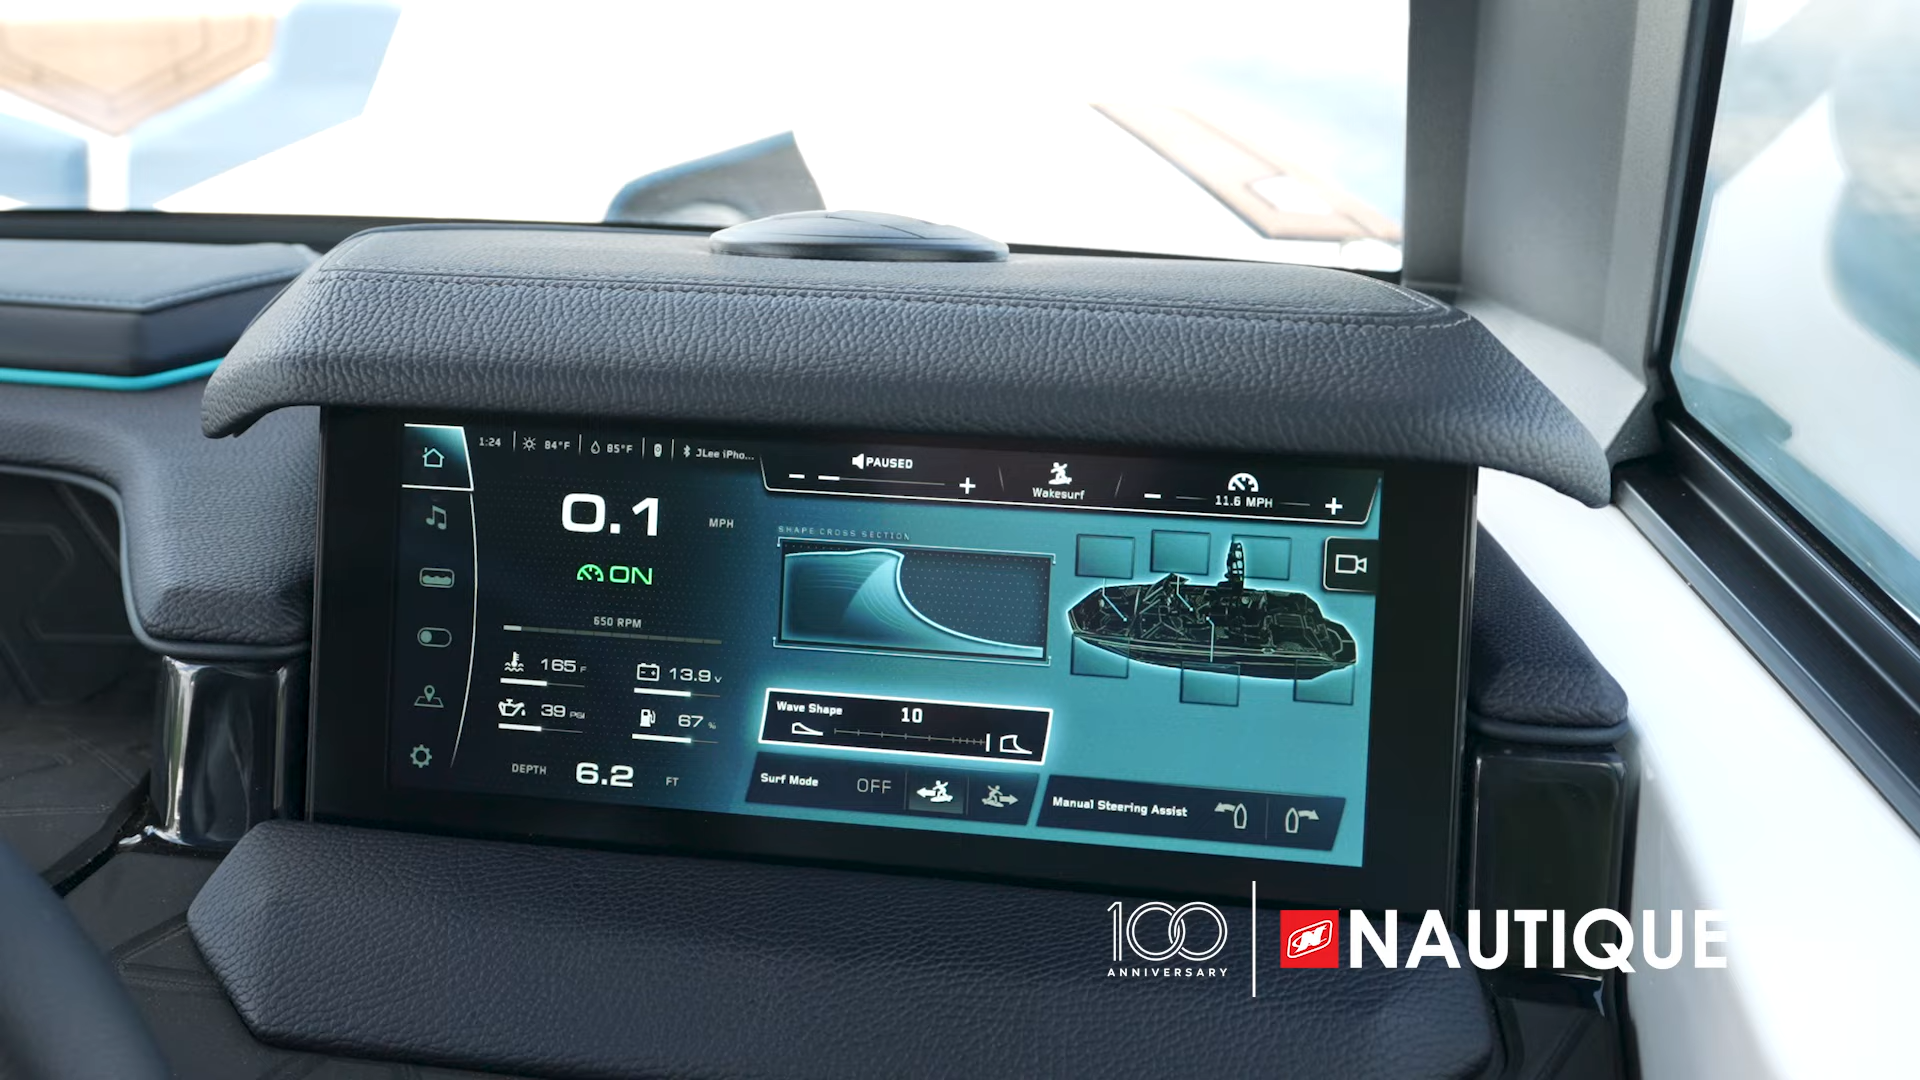 1:24
84°F
85°F
JLee iPho...
PAUSED
Wakesurf
11.6 MPH
0.1 MPH
ON
650 RPM
165 F
13.9 V
39 PSI
67 %
DEPTH 6.2 FT
SHAPE CROSS SECTION
Wave Shape 10
Surf Mode OFF
Manual Steering Assist
100
ANNIVERSARY
NAUTIQUE